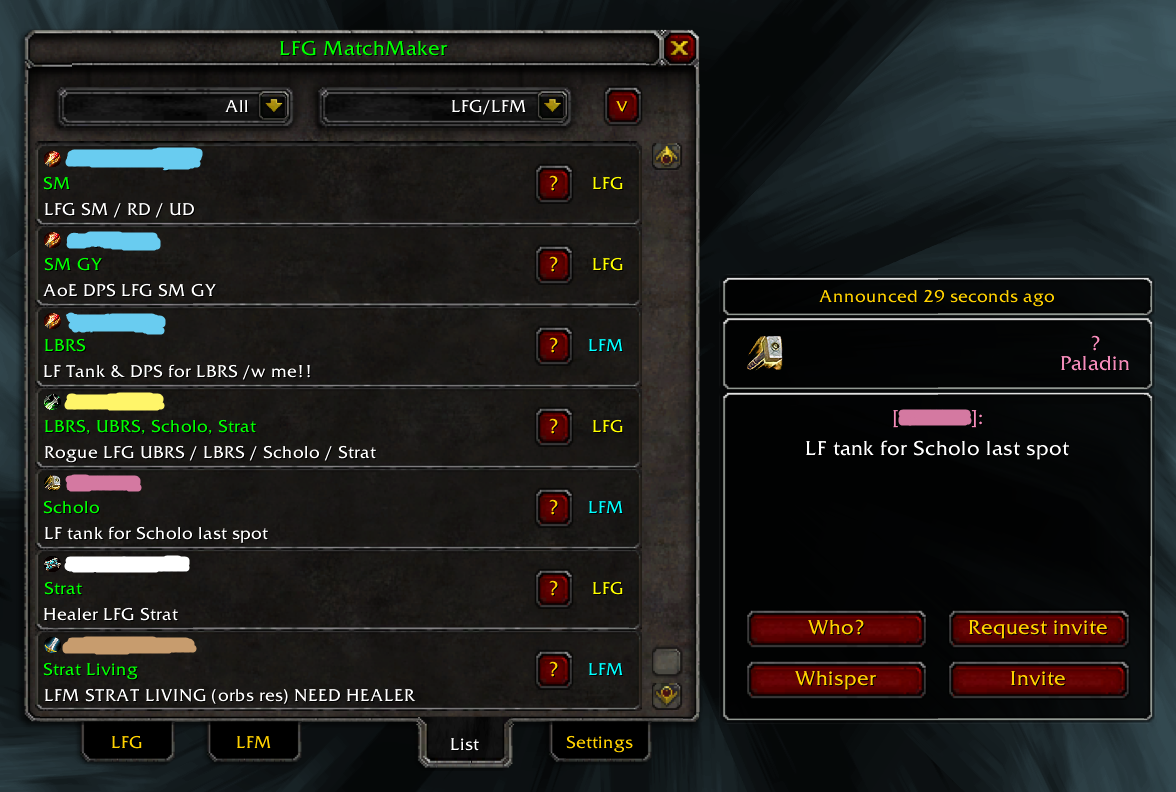 LFG MatchMaker
All
LFG/LFM
V
SM
LFG SM / RD / UD
?
LFG
SM GY
AoE DPS LFG SM GY
?
LFG
LBRS
LF Tank & DPS for LBRS /w me!!
?
LFM
LBRS, UBRS, Scholo, Strat
Rogue LFG UBRS / LBRS / Scholo / Strat
?
LFG
Scholo
LF tank for Scholo last spot
?
LFM
Strat
Healer LFG Strat
?
LFG
Strat Living
LFM STRAT LIVING (orbs res) NEED HEALER
?
LFM
LFG
LFM
List
Settings
Announced 29 seconds ago
?
Paladin
[ ]:
LF tank for Scholo last spot
Who?
Request invite
Whisper
Invite